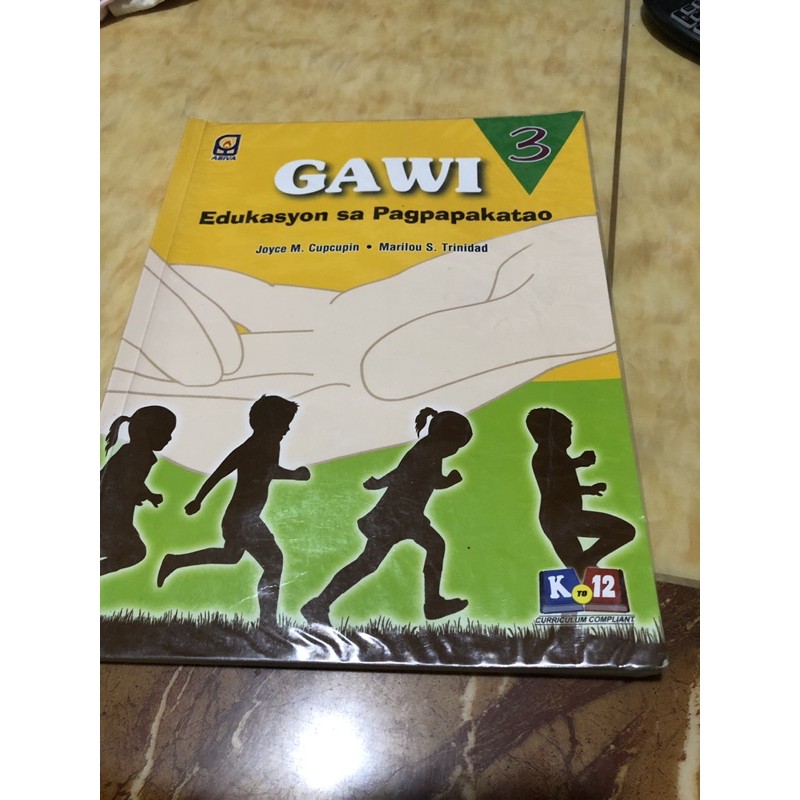 3
ABIVA
GAWI
Edukasyon sa Pagpapakatao
Joyce M. Cupcupin • Marilou S. Trinidad
K TO 12
CURRICULUM COMPLIANT